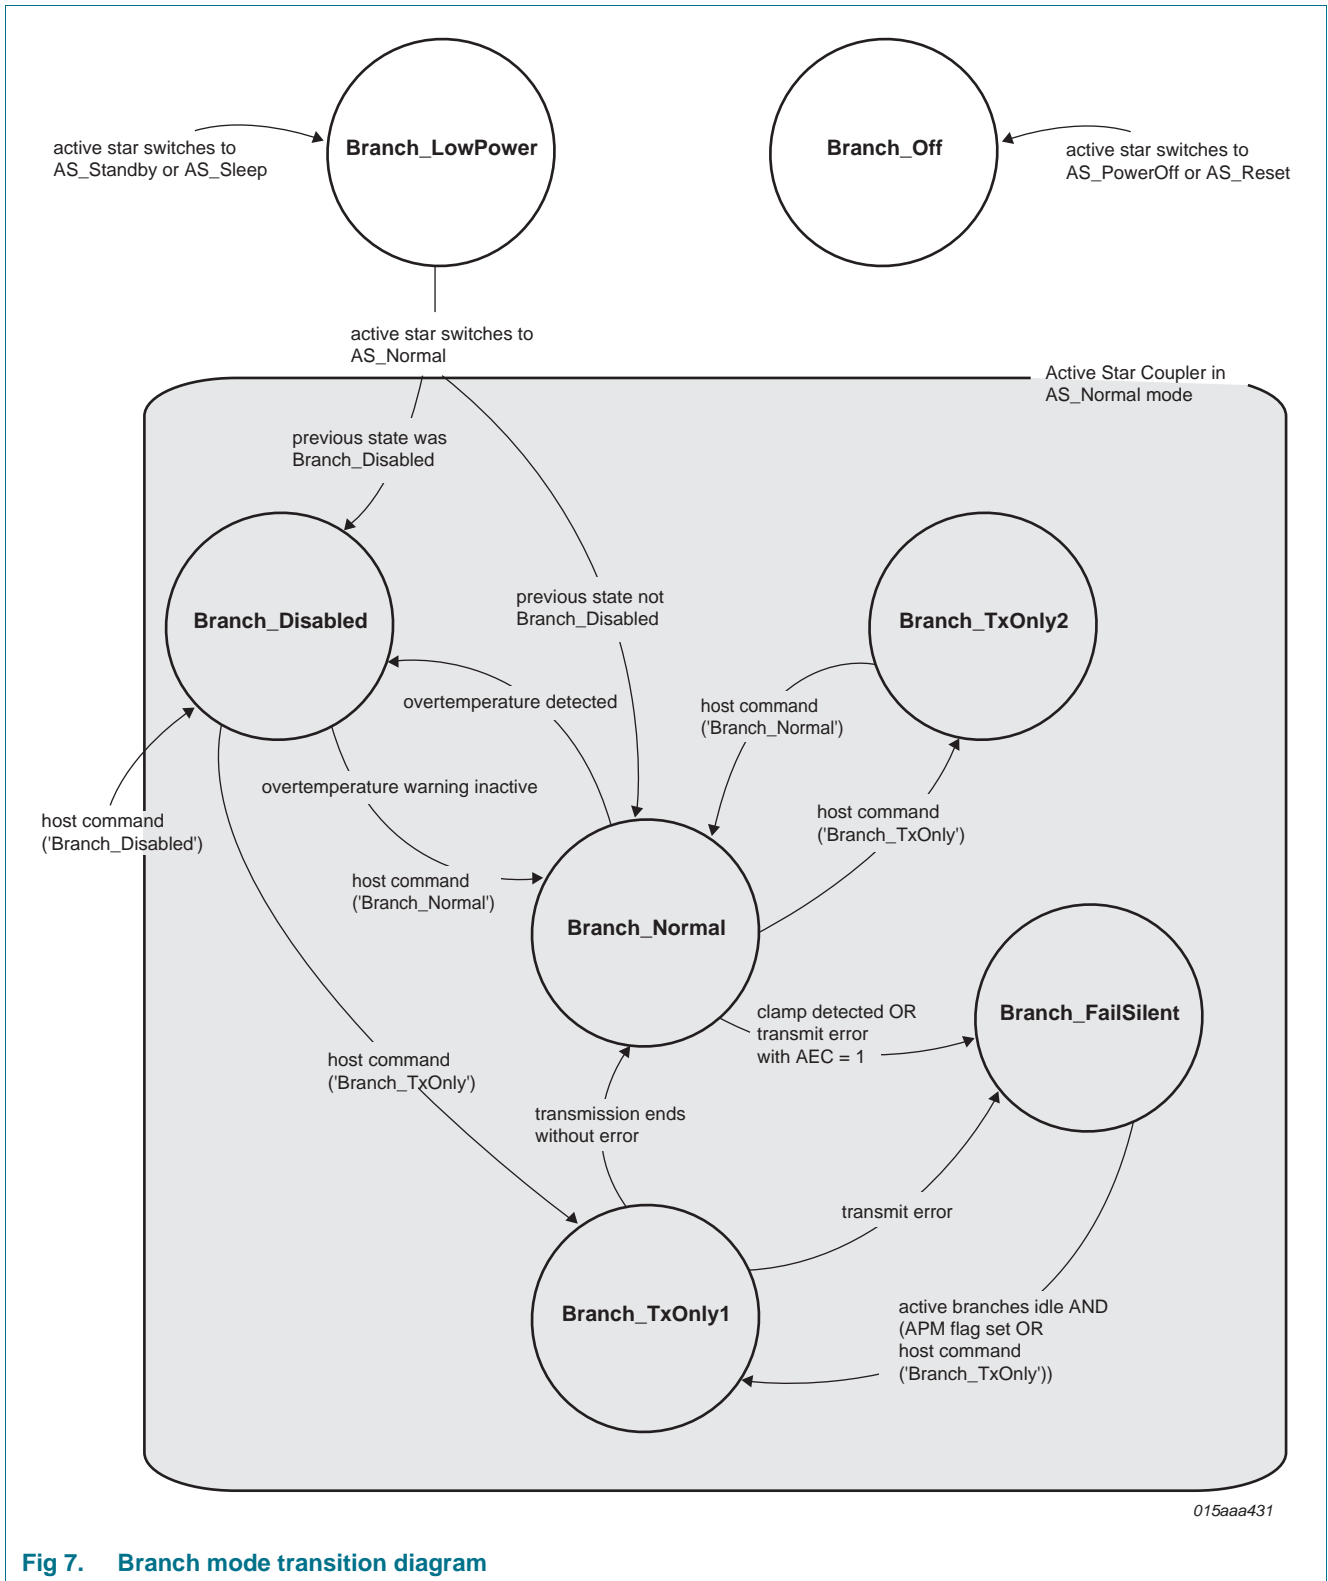 Branch_LowPower
Branch_Off
active star switches to
AS_Standby or AS_Sleep
active star switches to
AS_PowerOff or AS_Reset
active star switches to
AS_Normal
Active Star Coupler in
AS_Normal mode
previous state was
Branch_Disabled
previous state not
Branch_Disabled
Branch_Disabled
Branch_TxOnly2
overtemperature detected
host command
('Branch_Normal')
overtemperature warning inactive
host command
('Branch_Disabled')
host command
('Branch_TxOnly')
host command
('Branch_Normal')
Branch_Normal
Branch_FailSilent
clamp detected OR
transmit error
with AEC = 1
host command
('Branch_TxOnly')
transmission ends
without error
transmit error
Branch_TxOnly1
active branches idle AND
(APM flag set OR
host command
('Branch_TxOnly'))
015aaa431
Fig 7. Branch mode transition diagram